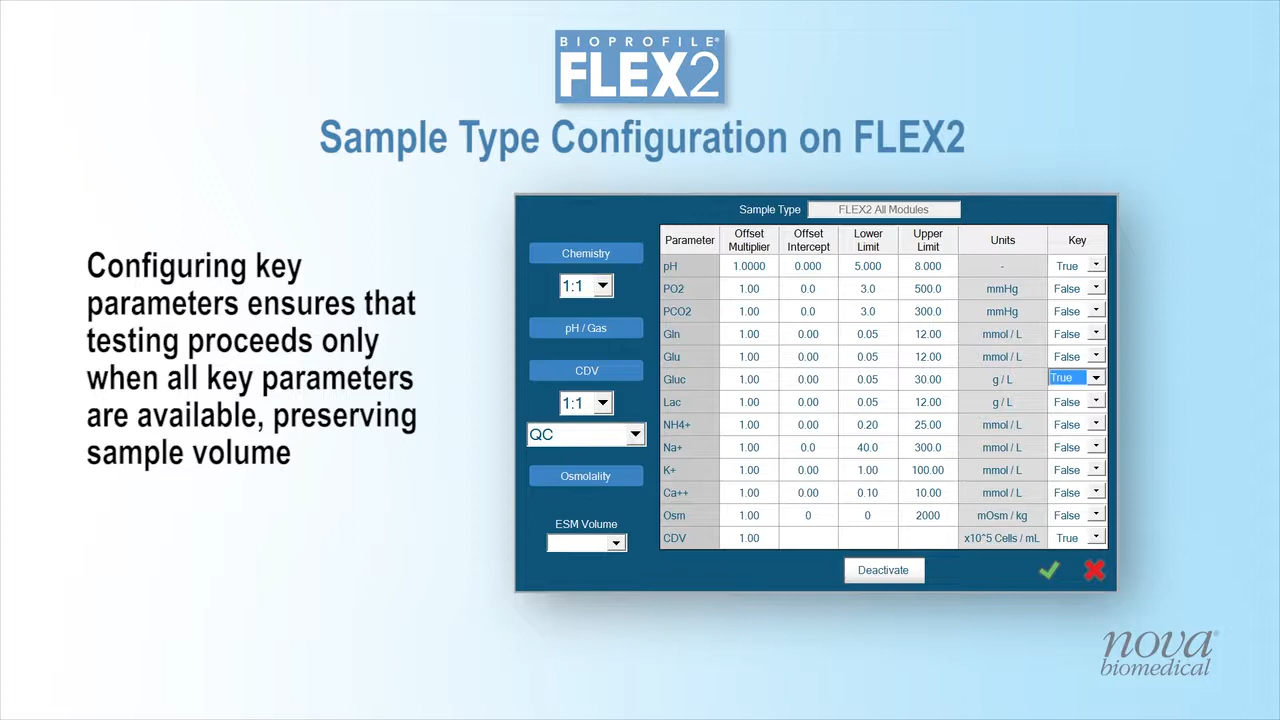 BIOPROFILE®
FLEX2
Sample Type Configuration on FLEX2
Configuring key
parameters ensures that
testing proceeds only
when all key parameters
are available, preserving
sample volume
Sample Type FLEX2 All Modules
Chemistry
1:1
pH / Gas
CDV
1:1
QC
Osmolality
ESM Volume
Parameter Offset Multiplier Offset Intercept Lower Limit Upper Limit Units Key
pH 1.0000 0.000 5.000 8.000 - True
PO2 1.00 0.0 3.0 500.0 mmHg False
PCO2 1.00 0.0 3.0 300.0 mmHg False
Gln 1.00 0.00 0.05 12.00 mmol / L False
Glu 1.00 0.00 0.05 12.00 mmol / L False
Gluc 1.00 0.00 0.05 30.00 g / L True
Lac 1.00 0.00 0.05 12.00 g / L False
NH4+ 1.00 0.00 0.20 25.00 mmol / L False
Na+ 1.00 0.0 40.0 300.0 mmol / L False
K+ 1.00 0.00 1.00 100.00 mmol / L False
Ca++ 1.00 0.00 0.10 10.00 mmol / L False
Osm 1.00 0 0 2000 mOsm / kg False
CDV 1.00 x10^5 Cells / mL True
Deactivate
nova®
biomedical